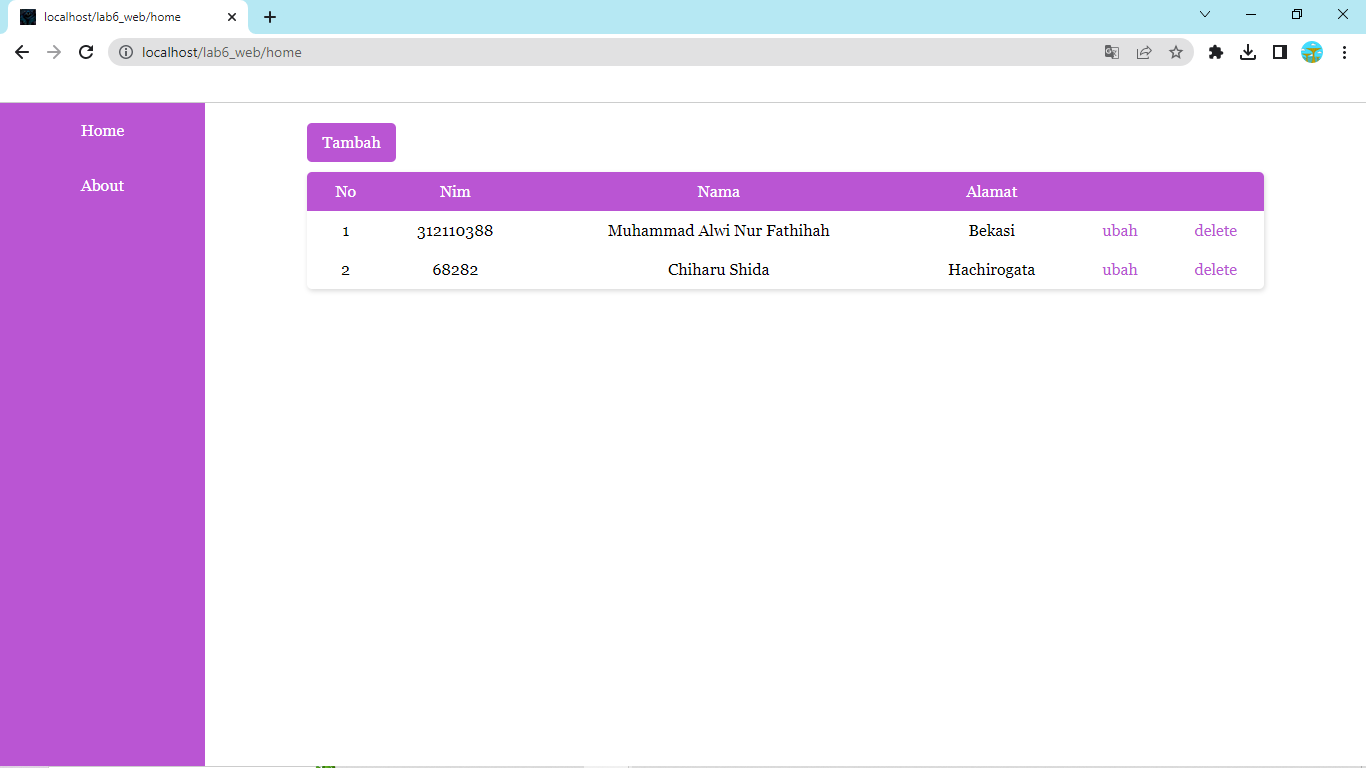 localhost/lab6_web/home
localhost/lab6_web/home
Home
About
Tambah
No Nim Nama Alamat
1 312110388 Muhammad Alwi Nur Fathihah Bekasi ubah delete
2 68282 Chiharu Shida Hachirogata ubah delete